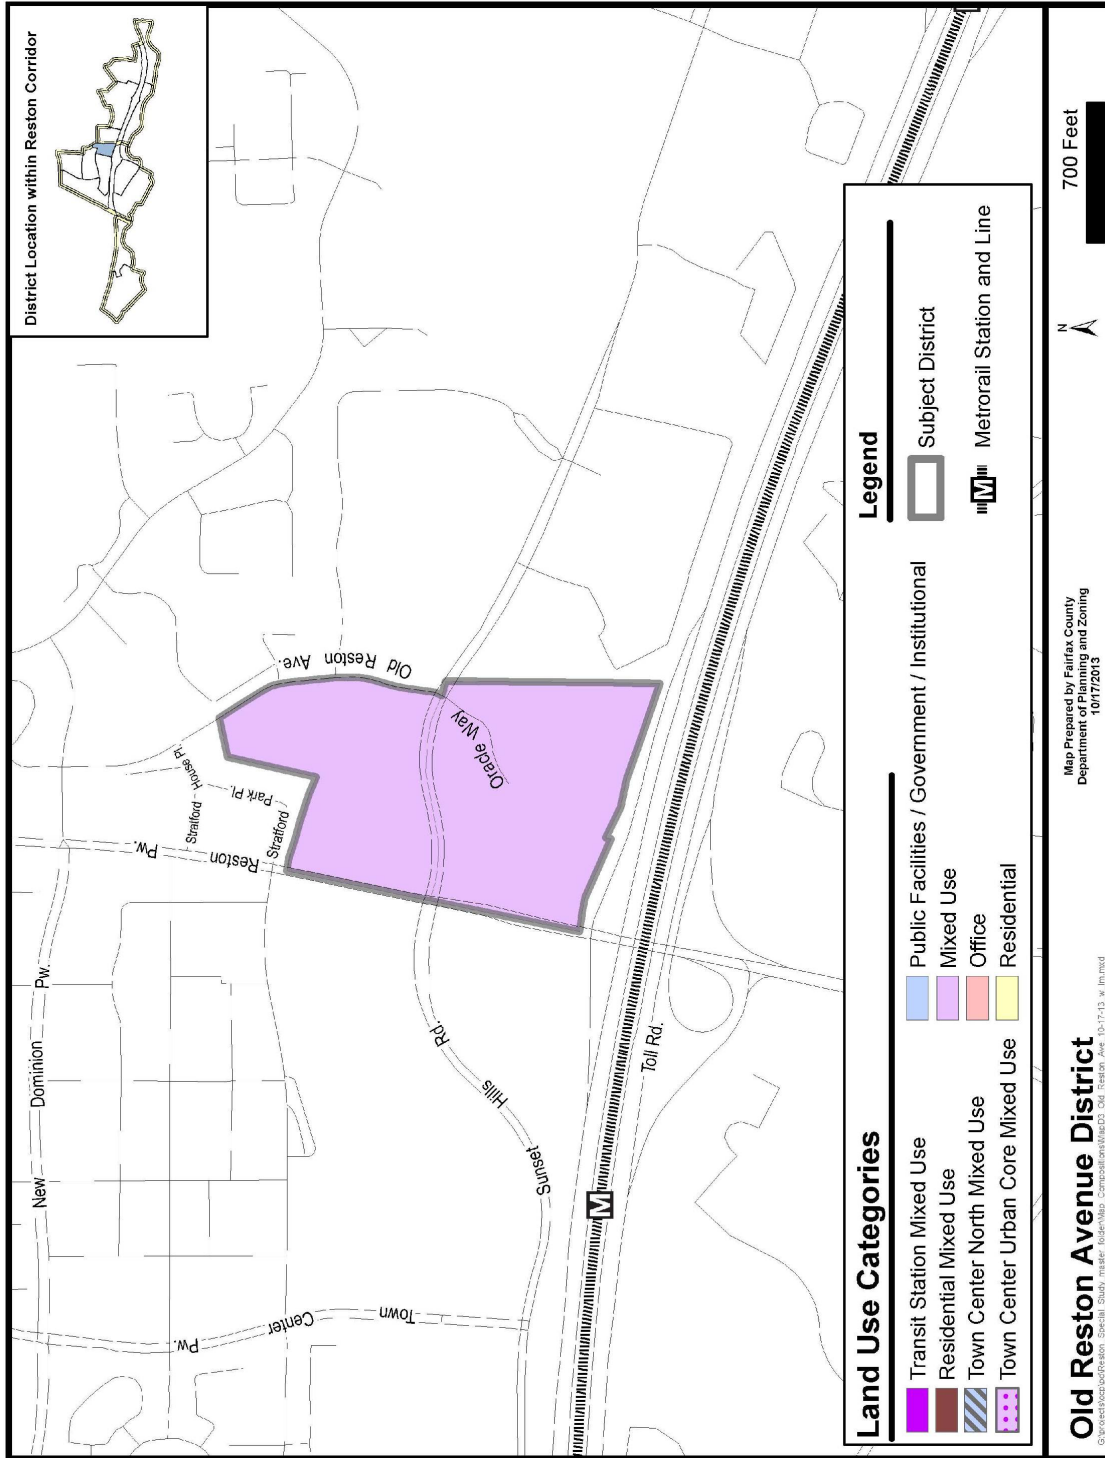 District Location within Reston Corridor
New Dominion Pw.
Reston Pw.
Stratford House Pl.
Stratford Park Pl.
Old Reston Ave.
Oracle Way
Sunset Hills Rd.
Town Center Pw.
Toll Rd.
M
M
Land Use Categories
Transit Station Mixed Use
Residential Mixed Use
Town Center North Mixed Use
Town Center Urban Core Mixed Use
Public Facilities / Government / Institutional
Mixed Use
Office
Residential
Legend
Subject District
M
Metrorail Station and Line
Old Reston Avenue District
Map Prepared by Fairfax County
Department of Planning and Zoning
10/17/2013
N
700 Feet